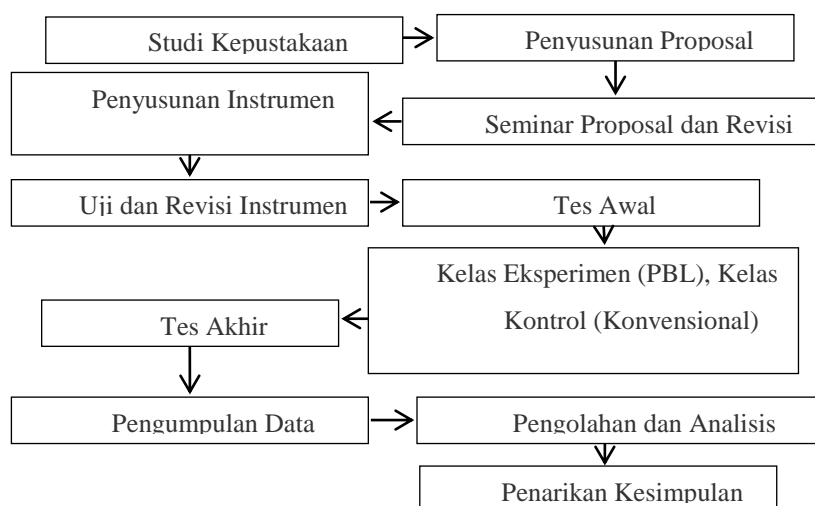 Studi Kepustakaan
Penyusunan Proposal
Seminar Proposal dan Revisi
Penyusunan Instrumen
Uji dan Revisi Instrumen
Tes Awal
Kelas Eksperimen (PBL), Kelas
Kontrol (Konvensional)
Tes Akhir
Pengumpulan Data
Pengolahan dan Analisis
Penarikan Kesimpulan